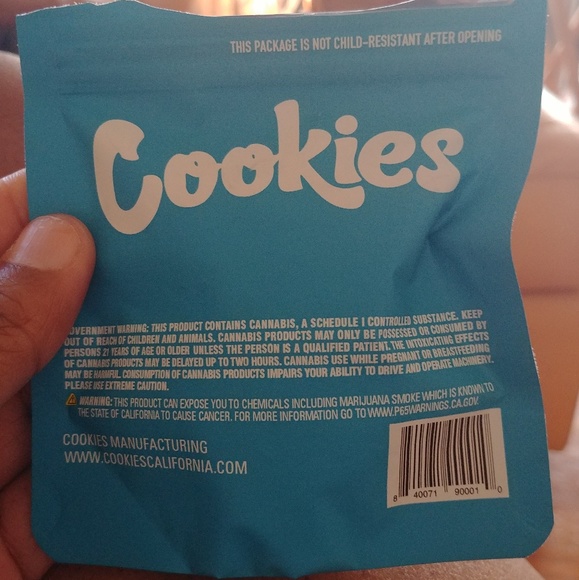 THIS PACKAGE IS NOT CHILD-RESISTANT AFTER OPENING
Cookies
OVERNMENT WARNING: THIS PRODUCT CONTAINS CANNABIS, A SCHEDULE I CONTROLLED SUBSTANCE. KEEP
OUT OF REACH OF CHILDREN AND ANIMALS. CANNABIS PRODUCTS MAY ONLY BE POSSESSED OR CONSUMED BY
PERSONS 21 YEARS OF AGE OR OLDER UNLESS THE PERSON IS A QUALIFIED PATIENT. THE INTOXICATING EFFECTS
OF CANNABIS PRODUCTS MAY BE DELAYED UP TO TWO HOURS. CANNABIS USE WHILE PREGNANT OR BREASTFEEDING
MAY BE HARMFUL. CONSUMPTION OF CANNABIS PRODUCTS IMPAIRS YOUR ABILITY TO DRIVE AND OPERATE MACHINERY.
PLEASE USE EXTREME CAUTION.
⚠ WARNING: THIS PRODUCT CAN EXPOSE YOU TO CHEMICALS INCLUDING MARIJUANA SMOKE WHICH IS KNOWN TO
THE STATE OF CALIFORNIA TO CAUSE CANCER. FOR MORE INFORMATION GO TO WWW.P65WARNINGS.CA.GOV.
COOKIES MANUFACTURING
WWW.COOKIESCALIFORNIA.COM
8 40071 90001 0